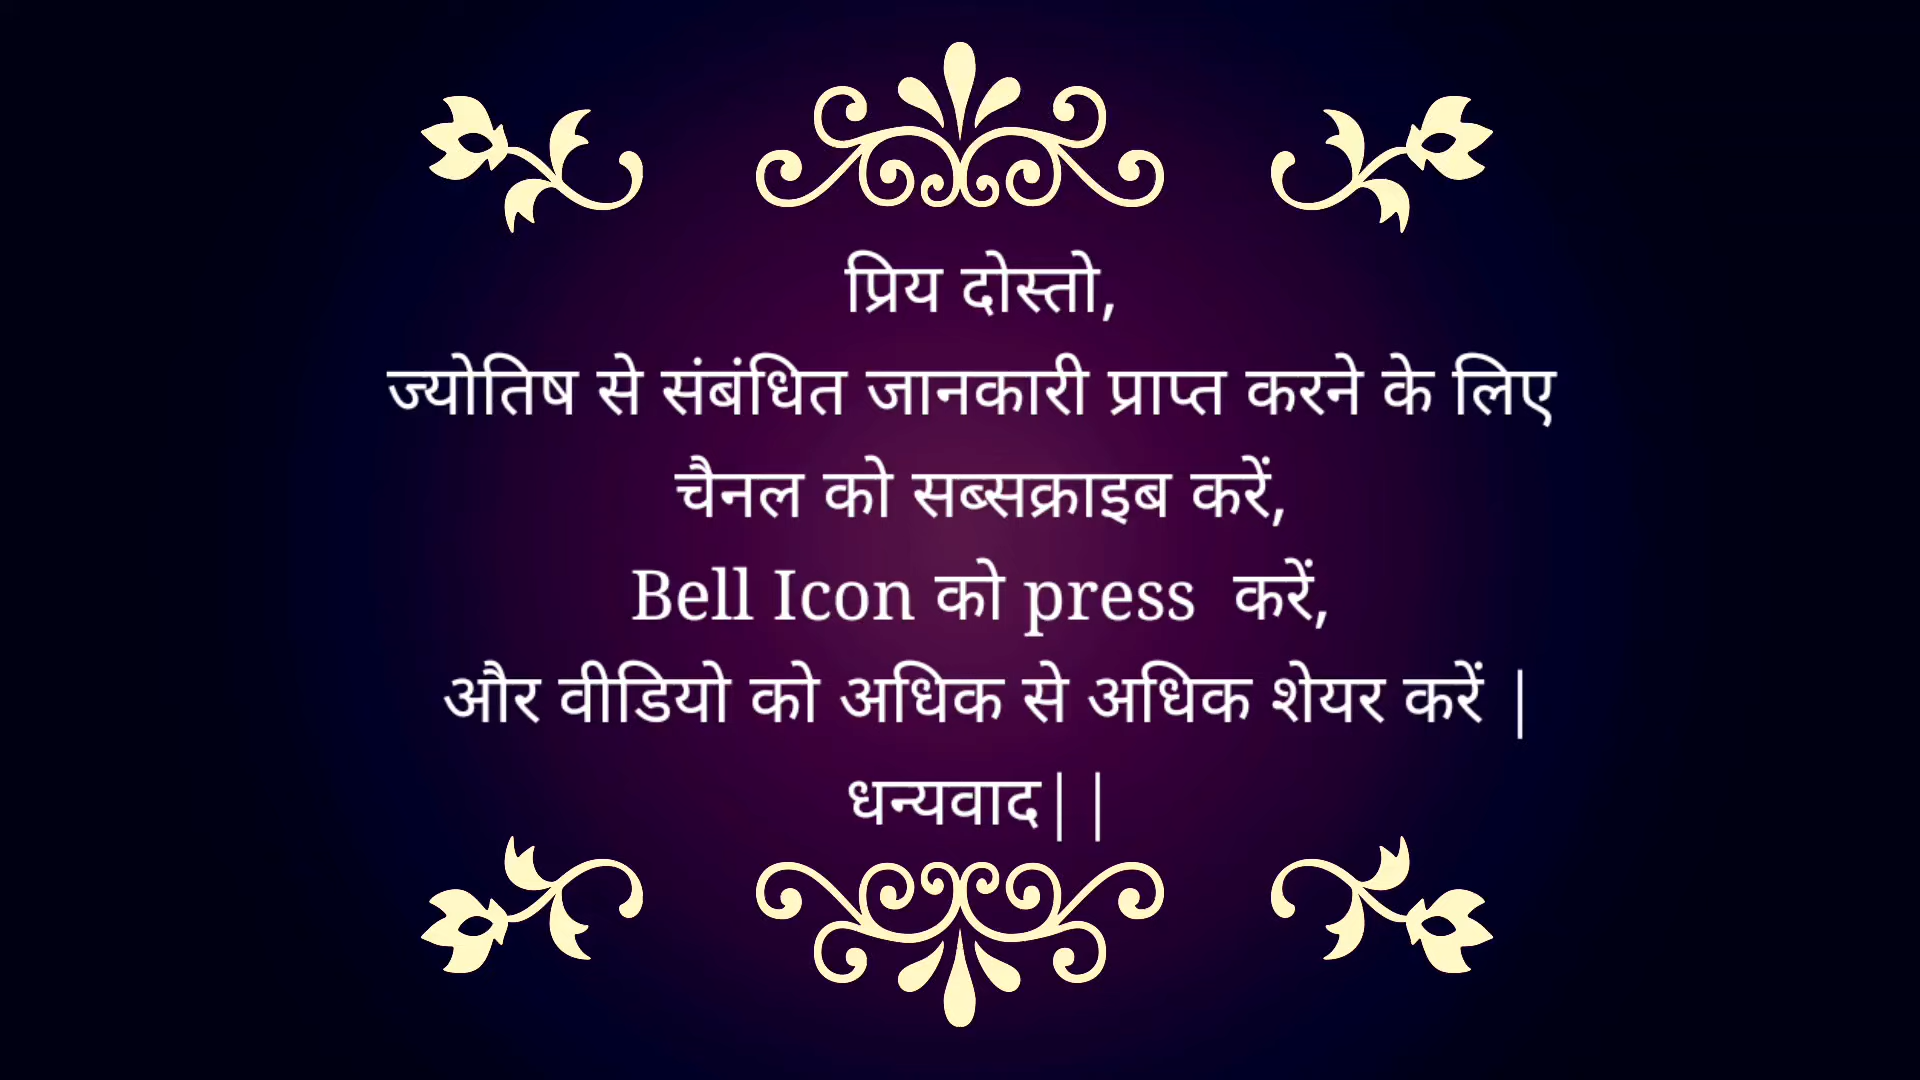 प्रिय दोस्तो,
ज्योतिष से संबंधित जानकारी प्राप्त करने के लिए
चैनल को सब्सक्राइब करें,
Bell Icon को press  करें,
और वीडियो को अधिक से अधिक शेयर करें |
धन्यवाद||